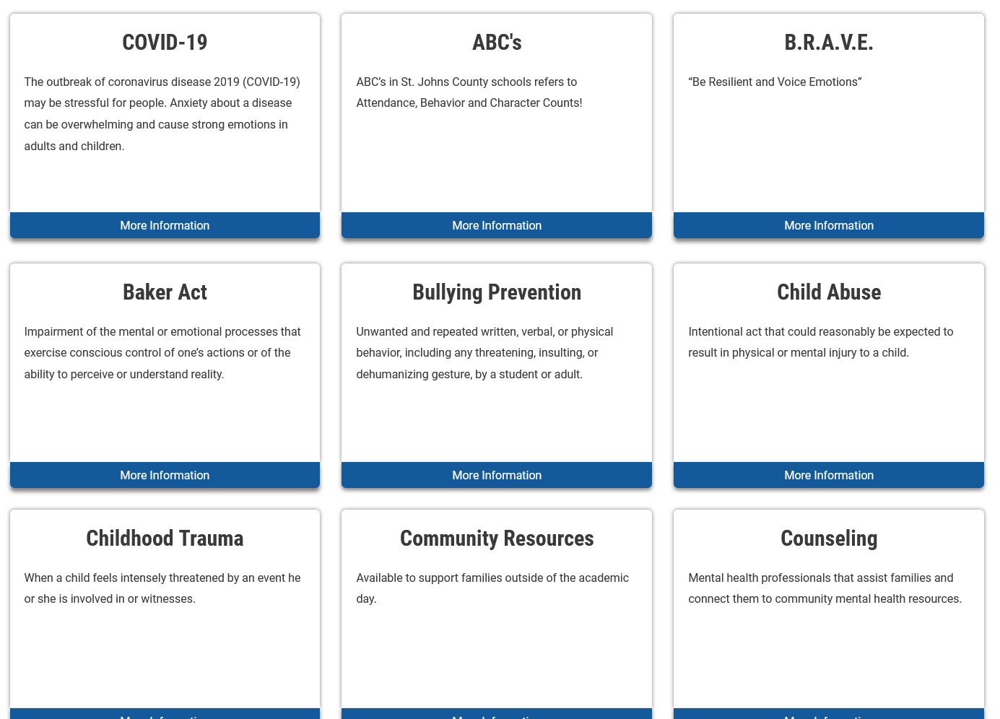 COVID-19
The outbreak of coronavirus disease 2019 (COVID-19)
may be stressful for people. Anxiety about a disease
can be overwhelming and cause strong emotions in
adults and children.
More Information
ABC's
ABC’s in St. Johns County schools refers to
Attendance, Behavior and Character Counts!
More Information
B.R.A.V.E.
“Be Resilient and Voice Emotions”
More Information
Baker Act
Impairment of the mental or emotional processes that
exercise conscious control of one’s actions or of the
ability to perceive or understand reality.
More Information
Bullying Prevention
Unwanted and repeated written, verbal, or physical
behavior, including any threatening, insulting, or
dehumanizing gesture, by a student or adult.
More Information
Child Abuse
Intentional act that could reasonably be expected to
result in physical or mental injury to a child.
More Information
Childhood Trauma
When a child feels intensely threatened by an event he
or she is involved in or witnesses.
Community Resources
Available to support families outside of the academic
day.
Counseling
Mental health professionals that assist families and
connect them to community mental health resources.